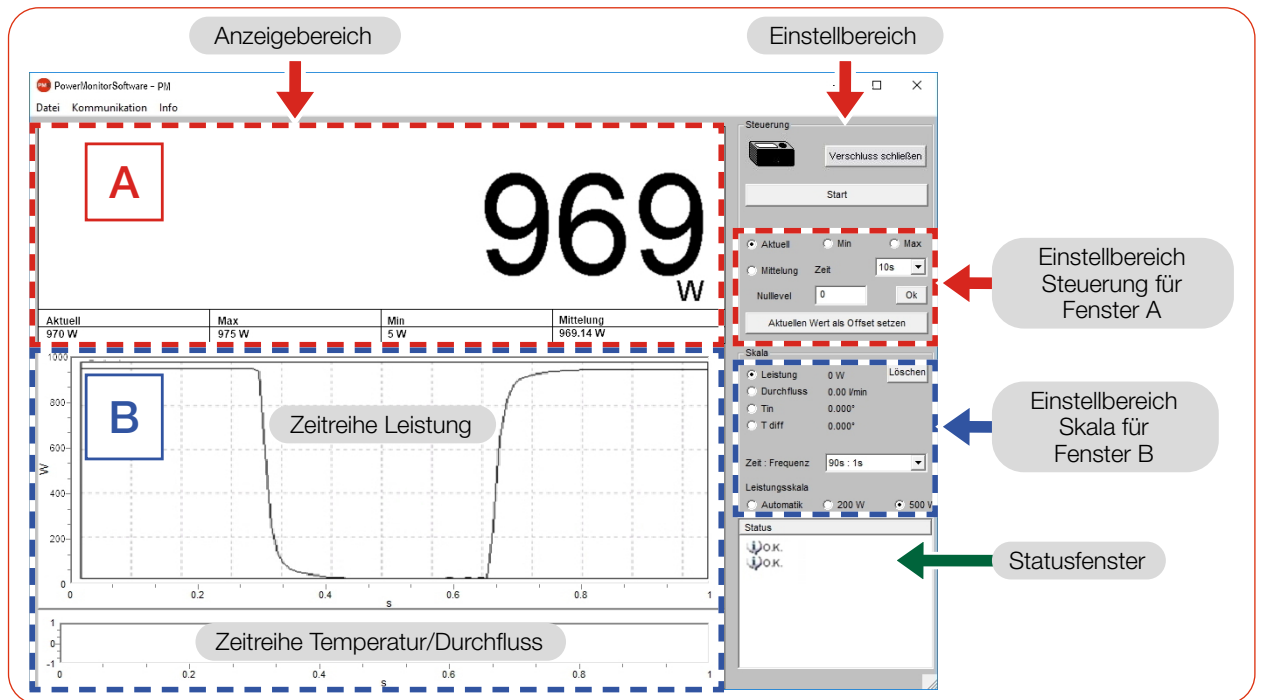 Anzeigebereich
Einstellbereich
PM PowerMonitorSoftware - PM
Datei Kommunikation Info
A
969
W
Aktuell Max Min Mittelung
970 W 975 W 5 W 969.14 W
Steuerung
Verschluss schließen
Start
Aktuell Min Max
Mittelung Zeit 10s
Nulllevel 0 Ok
Aktuellen Wert als Offset setzen
Einstellbereich
Steuerung für
Fenster A
B
Zeitreihe Leistung
1000
800
600
W
400
200
0
0 0.2 0.4 0.6 0.8 1
s
Zeitreihe Temperatur/Durchfluss
1
0
-1
0 0.2 0.4 0.6 0.8 1
s
Skala
Leistung 0 W Löschen
Durchfluss 0.00 l/min
Tin 0.000°
T diff 0.000°
Zeit : Frequenz 90s : 1s
Leistungsskala
Automatik 200 W 500 W
Einstellbereich
Skala für
Fenster B
Status
O.K.
O.K.
Statusfenster